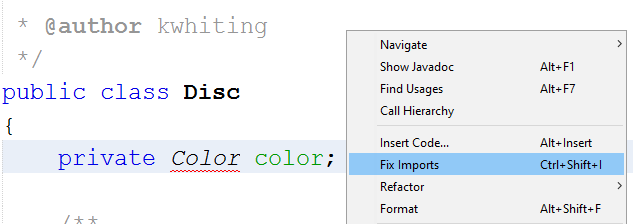 * @author kwhiting
*/
public class Disc
{
private Color color;
/**
Navigate
Show Javadoc Alt+F1
Find Usages Alt+F7
Call Hierarchy
Insert Code... Alt+Insert
Fix Imports Ctrl+Shift+I
Refactor
Format Alt+Shift+F